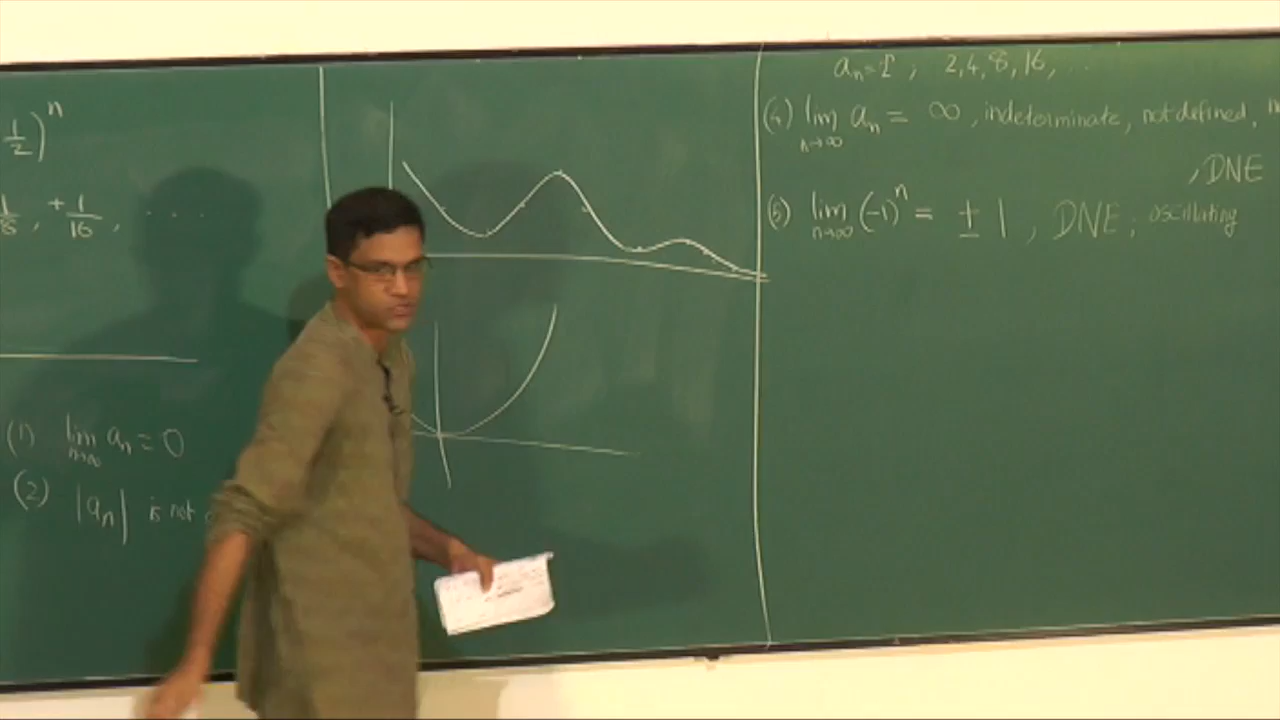 1/2)^n
1/8, +1/16, ....
(1) lim n→∞ an = 0
(2) |an| is not
an = 2^n ; 2, 4, 8, 16, ...
(4) lim n→∞ an = ∞, indeterminate, not defined,
, DNE
(5) lim n→∞ (-1)^n = ± 1, DNE, oscillating